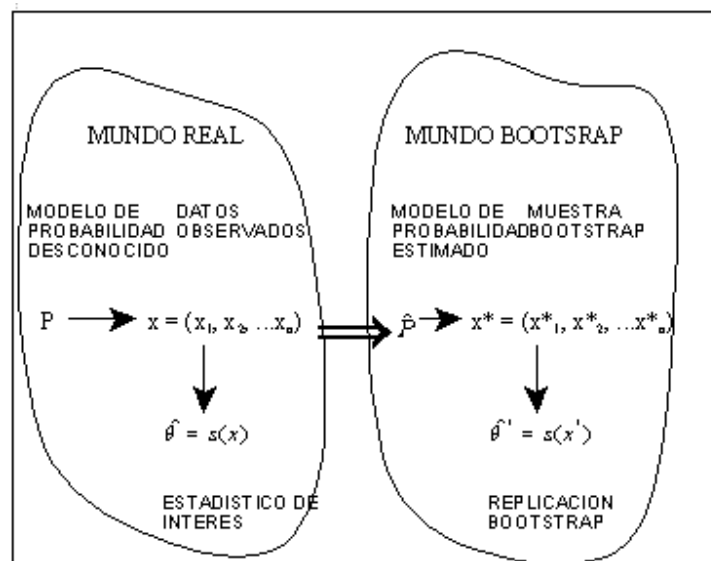 MUNDO REAL
MODELO DE PROBABILIDAD DESCONOCIDO
DATOS OBSERVADOS
P
x = (x₁, x₂, ...xₙ)
θ̂ = s(x)
ESTADISTICO DE INTERES
MUNDO BOOTSRAP
MODELO DE PROBABILIDAD ESTIMADO
MUESTRA BOOTSTRAP
P̂
x* = (x*₁, x*₂, ...x*ₙ)
θ̂' = s(x')
REPLICACION BOOTSTRAP